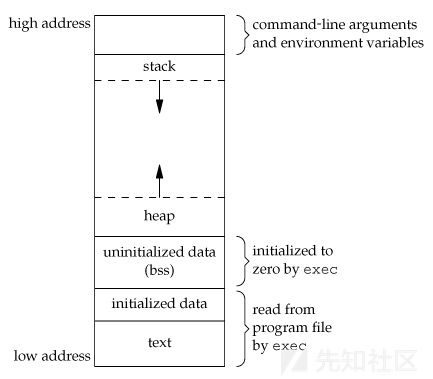 high address
command-line arguments
and environment variables
stack
heap
uninitialized data
(bss)
initialized to
zero by exec
initialized data
read from
program file
by exec
text
low address
先知社区